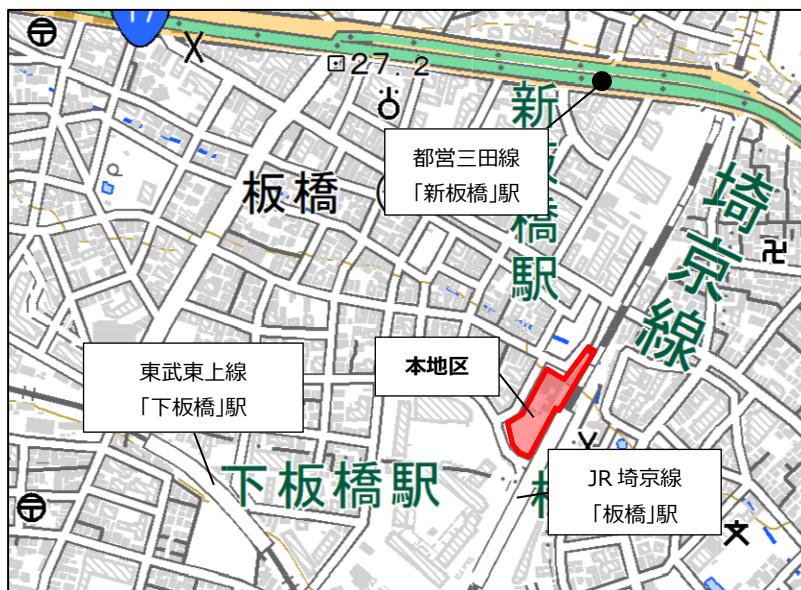 17
27.2
新板橋駅
都営三田線
「新板橋」駅
板橋(
埼京線
本地区
東武東上線
「下板橋」駅
下板橋駅
JR 埼京線
「板橋」駅